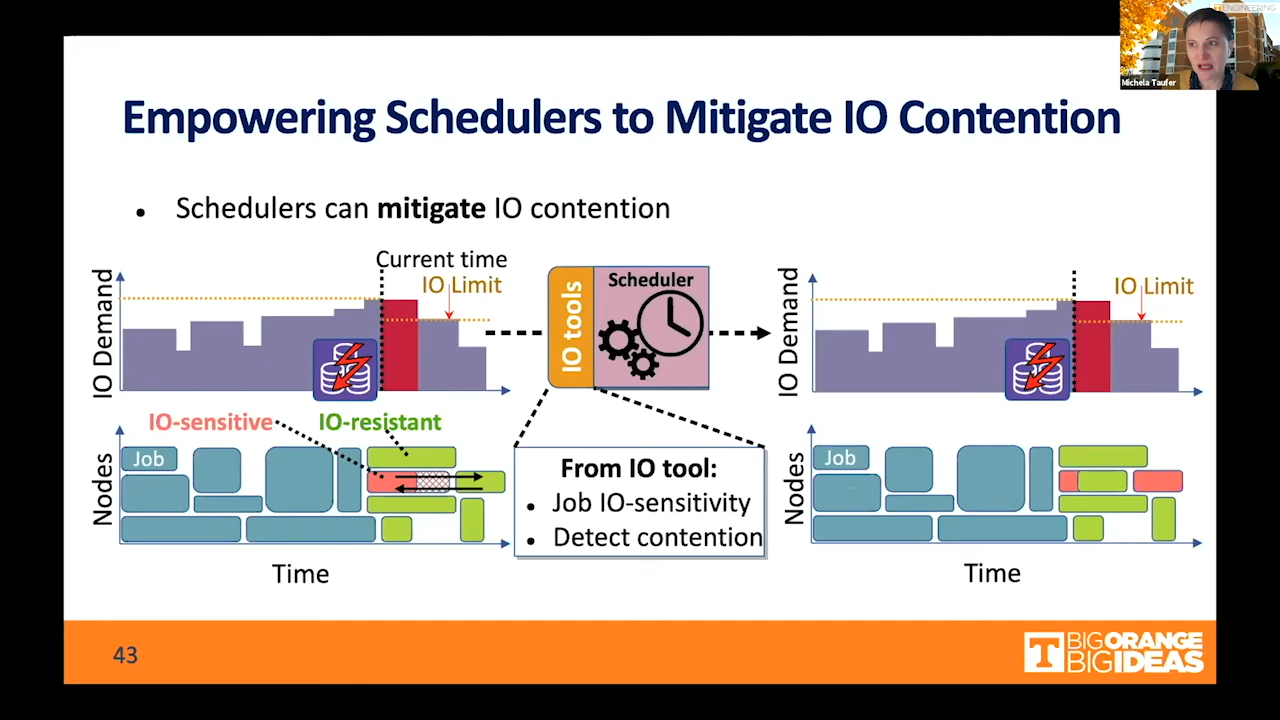 ENGINEERING
Michela Taufer
Empowering Schedulers to Mitigate IO Contention
• Schedulers can mitigate IO contention
Current time
IO Limit
IO Demand
IO tools
Scheduler
IO Demand
IO Limit
IO-sensitive
IO-resistant
Nodes
Job
Time
From IO tool:
• Job IO-sensitivity
• Detect contention
Nodes
Job
Time
43
T
BIG ORANGE
BIG IDEAS